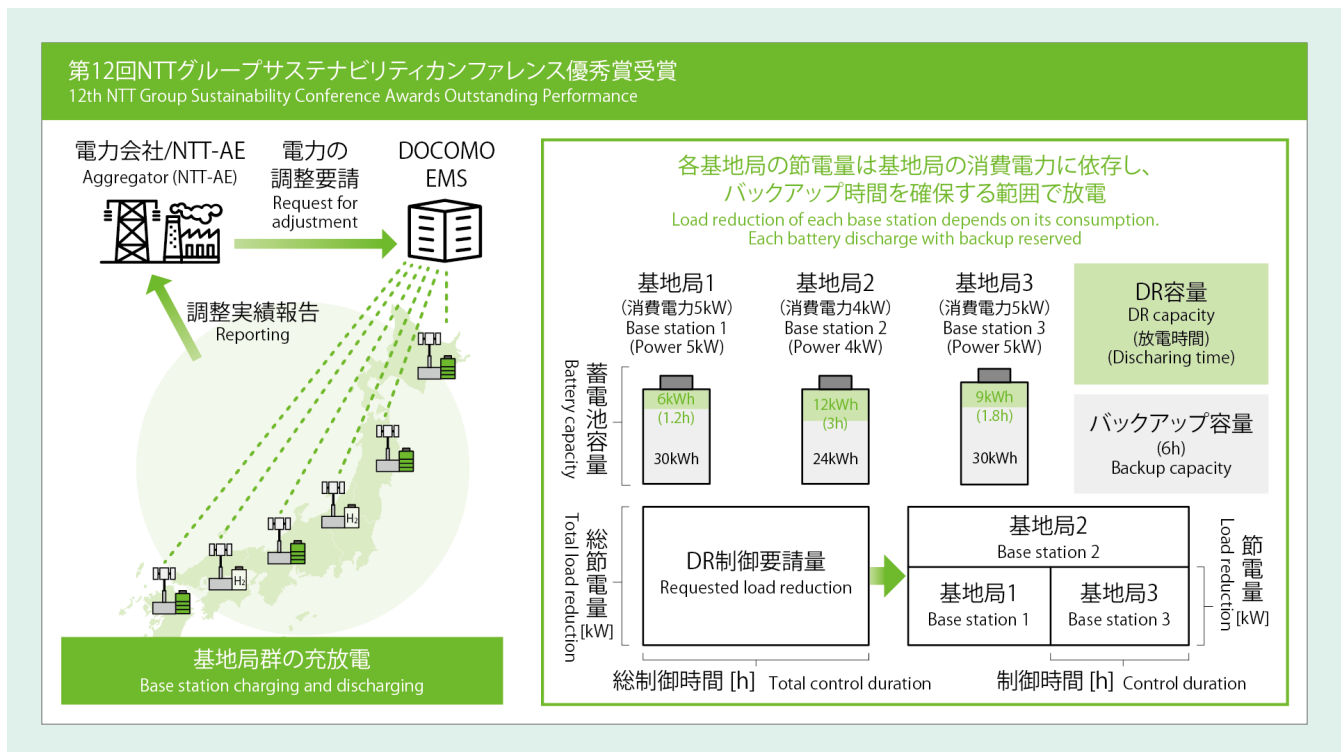 第12回NTTグループサステナビリティカンファレンス優秀賞受賞
12th NTT Group Sustainability Conference Awards Outstanding Performance
電力会社/NTT-AE
Aggregator (NTT-AE)
電力の
調整要請
Request for
adjustment
DOCOMO
EMS
調整実績報告
Reporting
H₂
H₂
基地局群の充放電
Base station charging and discharging
各基地局の節電量は基地局の消費電力に依存し、
バックアップ時間を確保する範囲で放電
Load reduction of each base station depends on its consumption.
Each battery discharge with backup reserved
基地局1
(消費電力5kW)
Base station 1
(Power 5kW)
基地局2
(消費電力4kW)
Base station 2
(Power 4kW)
基地局3
(消費電力5kW)
Base station 3
(Power 5kW)
DR容量
DR capacity
(放電時間)
(Discharing time)
蓄電池容量
Battery capacity
6kWh
(1.2h)
30kWh
12kWh
(3h)
24kWh
9kWh
(1.8h)
30kWh
バックアップ容量
(6h)
Backup capacity
総節電量
[kW]
Total load reduction
DR制御要請量
Requested load reduction
基地局2
Base station 2
基地局1
Base station 1
基地局3
Base station 3
節電量
[kW]
Load reduction
総制御時間 [h] Total control duration
制御時間 [h] Control duration